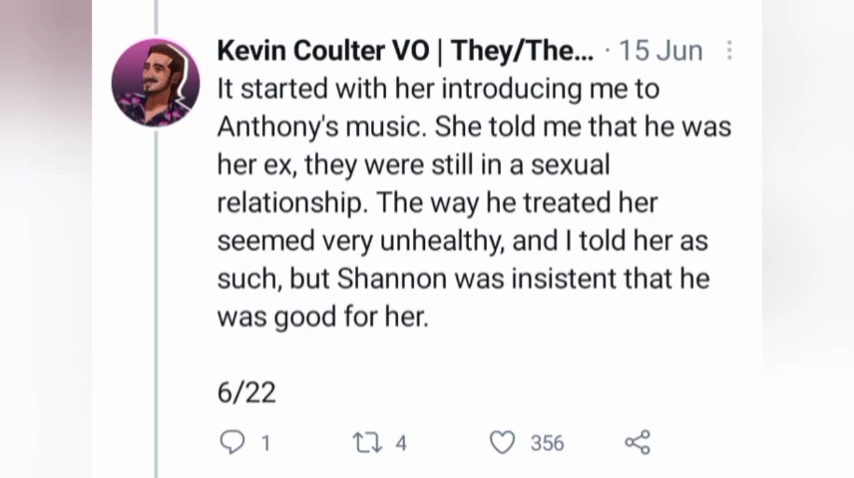 Kevin Coulter VO | They/The... · 15 Jun
It started with her introducing me to
Anthony's music. She told me that he was
her ex, they were still in a sexual
relationship. The way he treated her
seemed very unhealthy, and I told her as
such, but Shannon was insistent that he
was good for her.
6/22
1 4 356